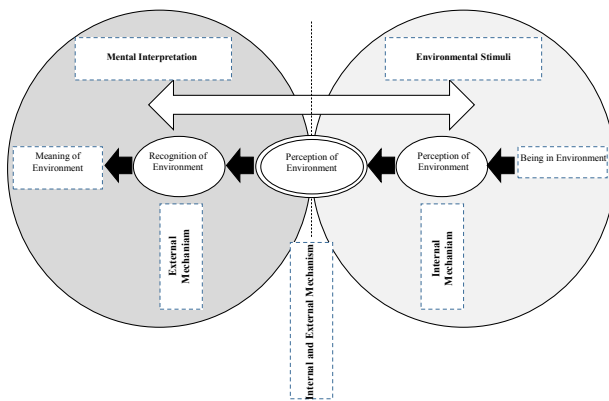 Mental Interpretation
Environmental Stimuli
Meaning of
Environment
Recognition of
Environment
Perception of
Environment
Perception of
Environment
Being in Environment
External
Mechaniam
Internal and External Mechanism
Internal
Mechaniam